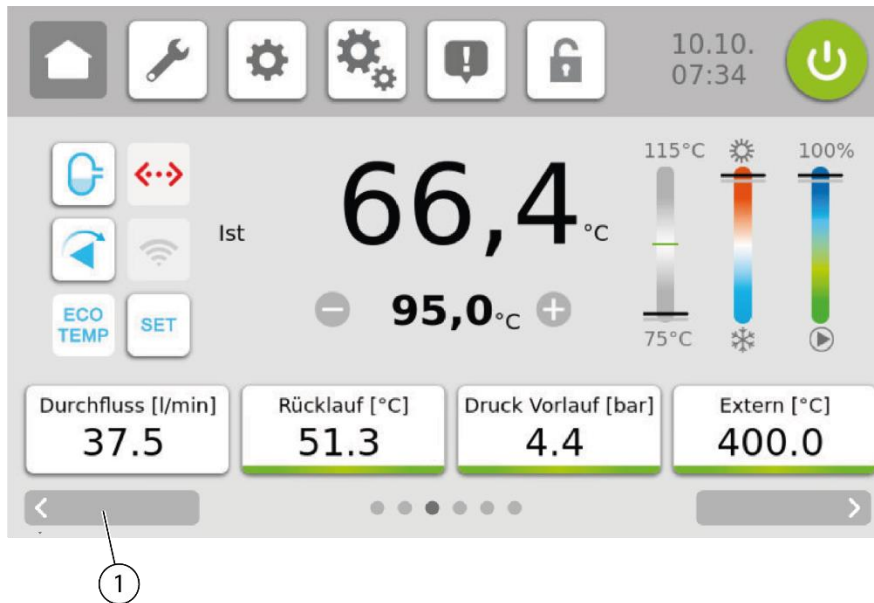 10.10.
07:34
115°C
100%
Ist
66,4 °C
ECO
TEMP
SET
95,0 °C
75°C
Durchfluss [l/min]
37.5
Rücklauf [°C]
51.3
Druck Vorlauf [bar]
4.4
Extern [°C]
400.0
1